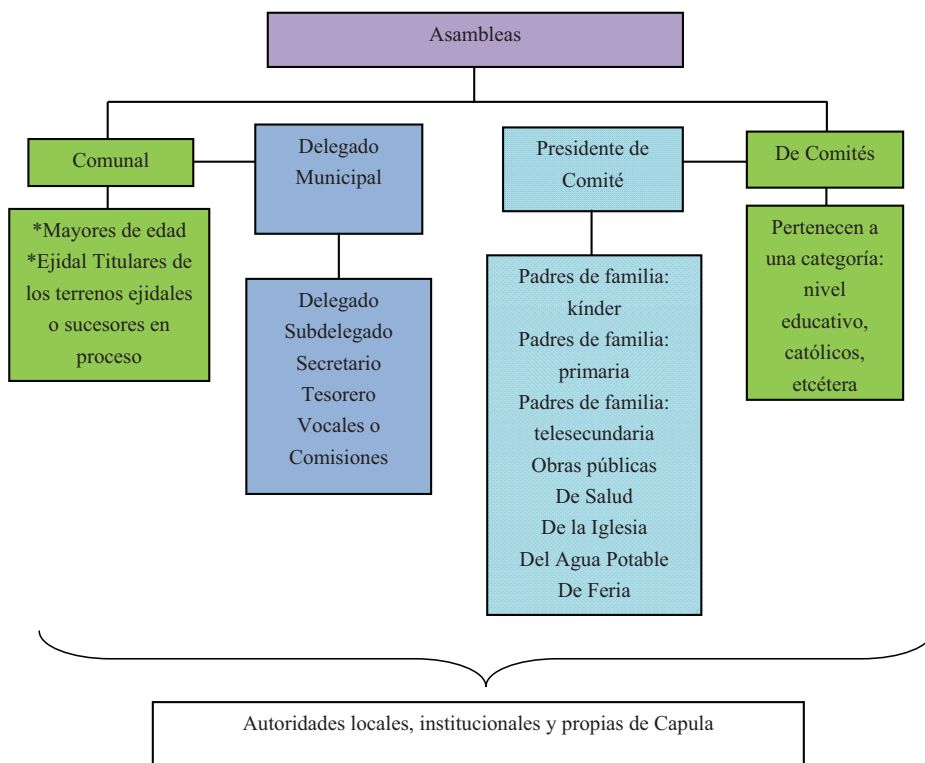 Asambleas
Comunal
Delegado
Municipal
Presidente de
Comité
De Comités
*Mayores de edad
*Ejidal Titulares de
los terrenos ejidales
o sucesores en
proceso
Delegado
Subdelegado
Secretario
Tesorero
Vocales o
Comisiones
Padres de familia:
kínder
Padres de familia:
primaria
Padres de familia:
telesecundaria
Obras públicas
De Salud
De la Iglesia
Del Agua Potable
De Feria
Pertenecen a
una categoría:
nivel
educativo,
católicos,
etcétera
Autoridades locales, institucionales y propias de Capula